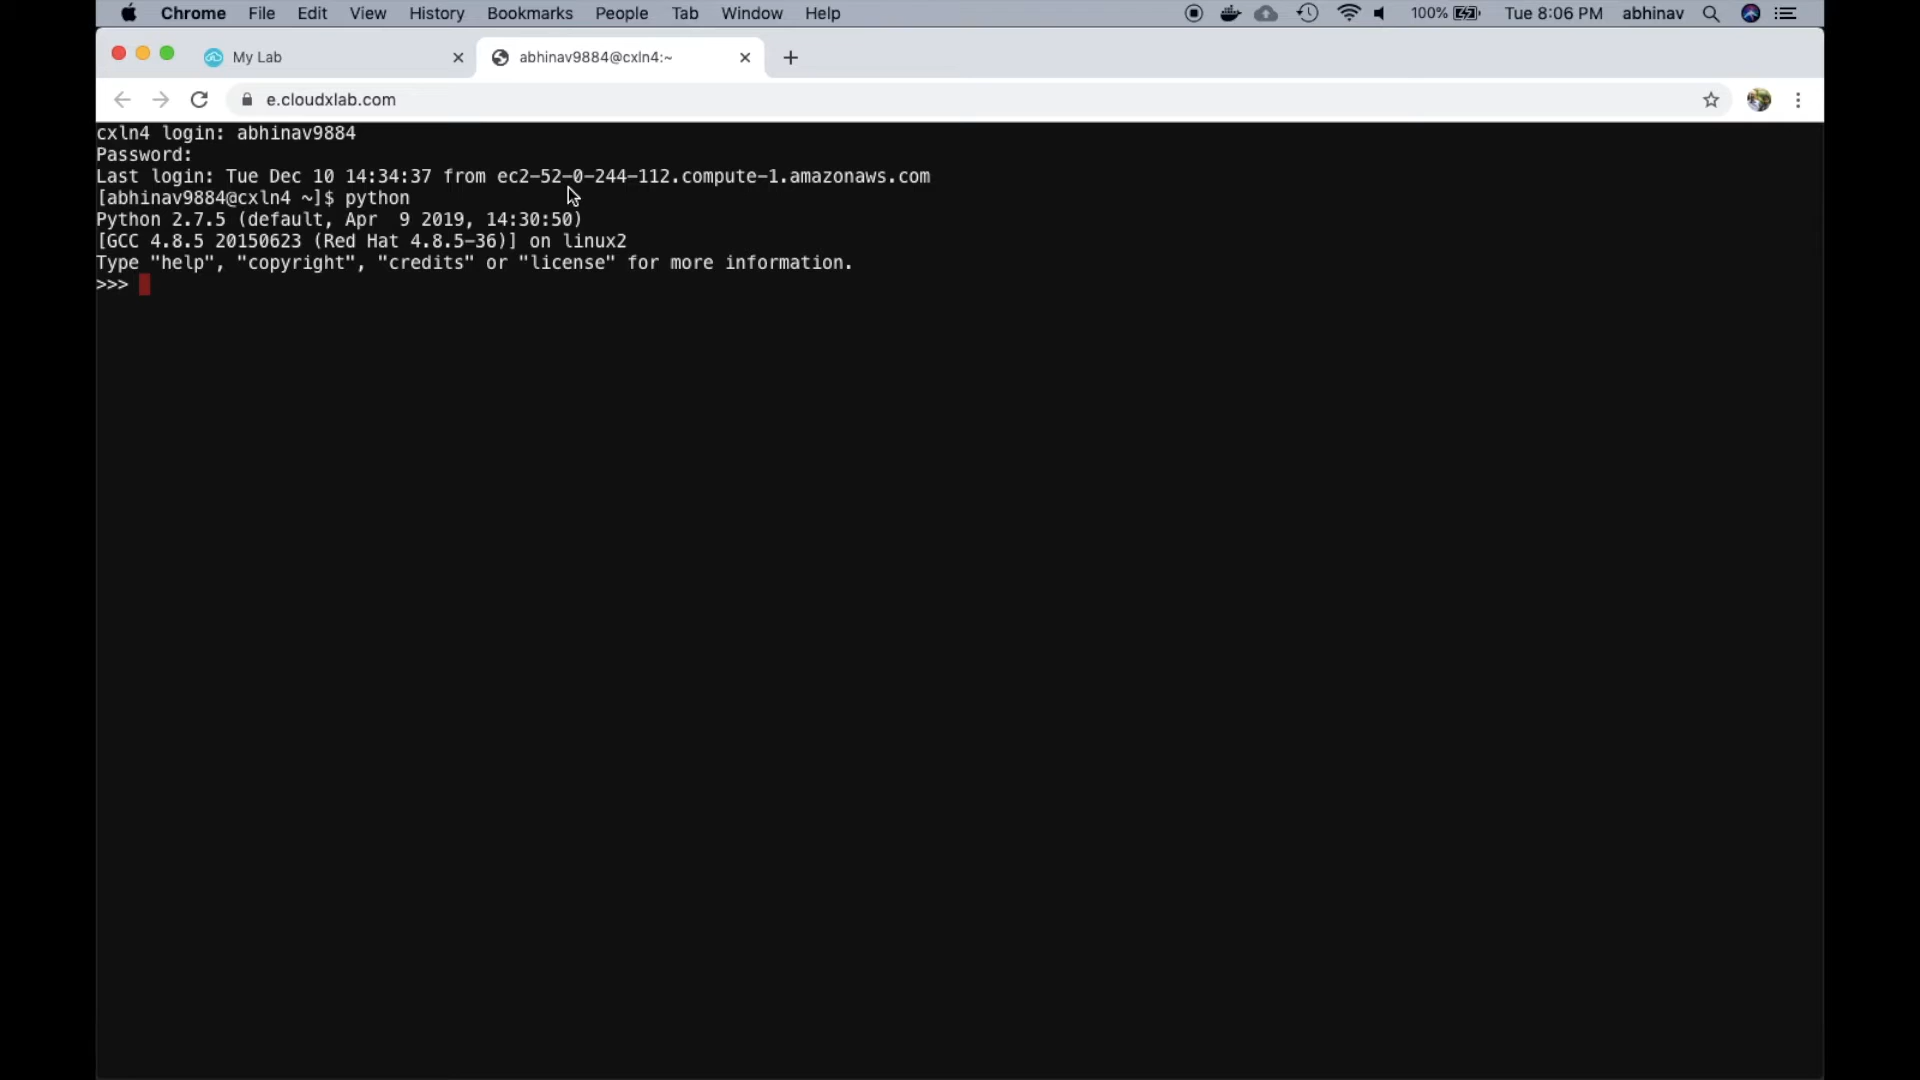 Chrome File Edit View History Bookmarks People Tab Window Help 100% Tue 8:06 PM abhinav
My Lab abhinav9884@cxln4:~
e.cloudxlab.com
cxln4 login: abhinav9884
Password:
Last login: Tue Dec 10 14:34:37 from ec2-52-0-244-112.compute-1.amazonaws.com
[abhinav9884@cxln4 ~]$ python
Python 2.7.5 (default, Apr  9 2019, 14:30:50)
[GCC 4.8.5 20150623 (Red Hat 4.8.5-36)] on linux2
Type "help", "copyright", "credits" or "license" for more information.
>>>